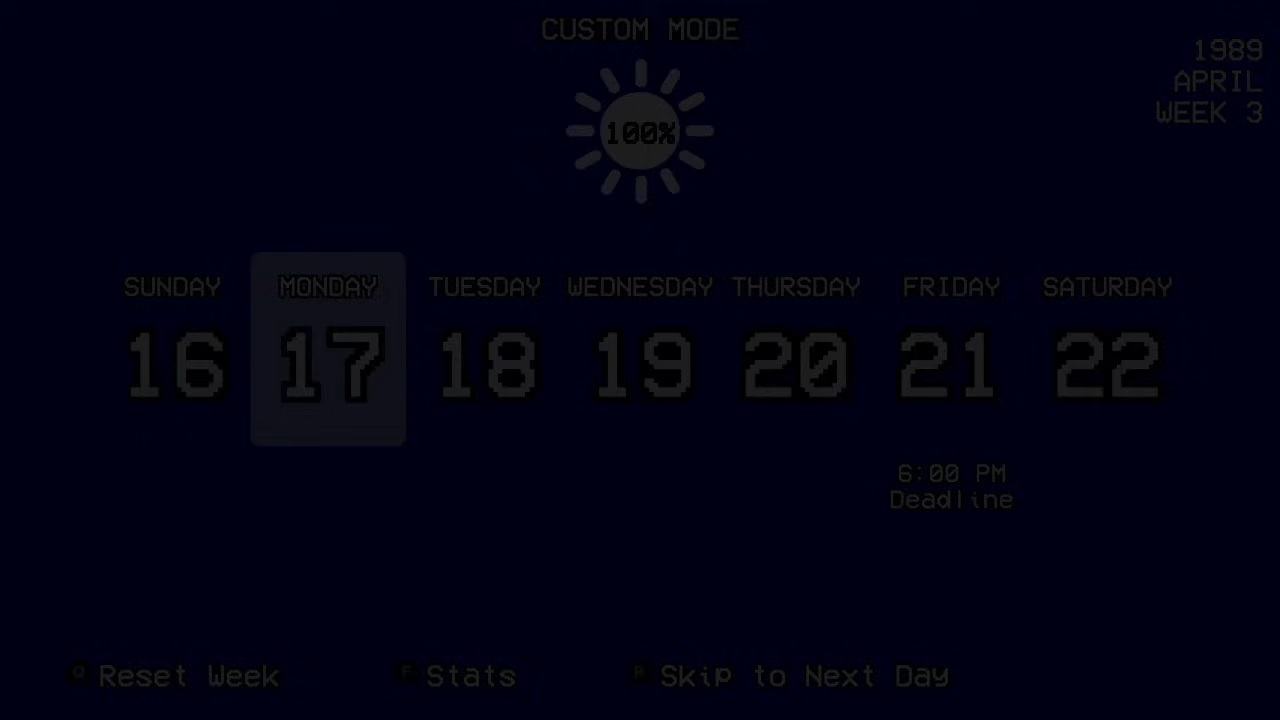 CUSTOM MODE
100%
1989
APRIL
WEEK 3
SUNDAY MONDAY TUESDAY WEDNESDAY THURSDAY FRIDAY SATURDAY
16 17 18 19 20 21 22
6:00 PM
Deadline
Q Reset Week F Stats R Skip to Next Day